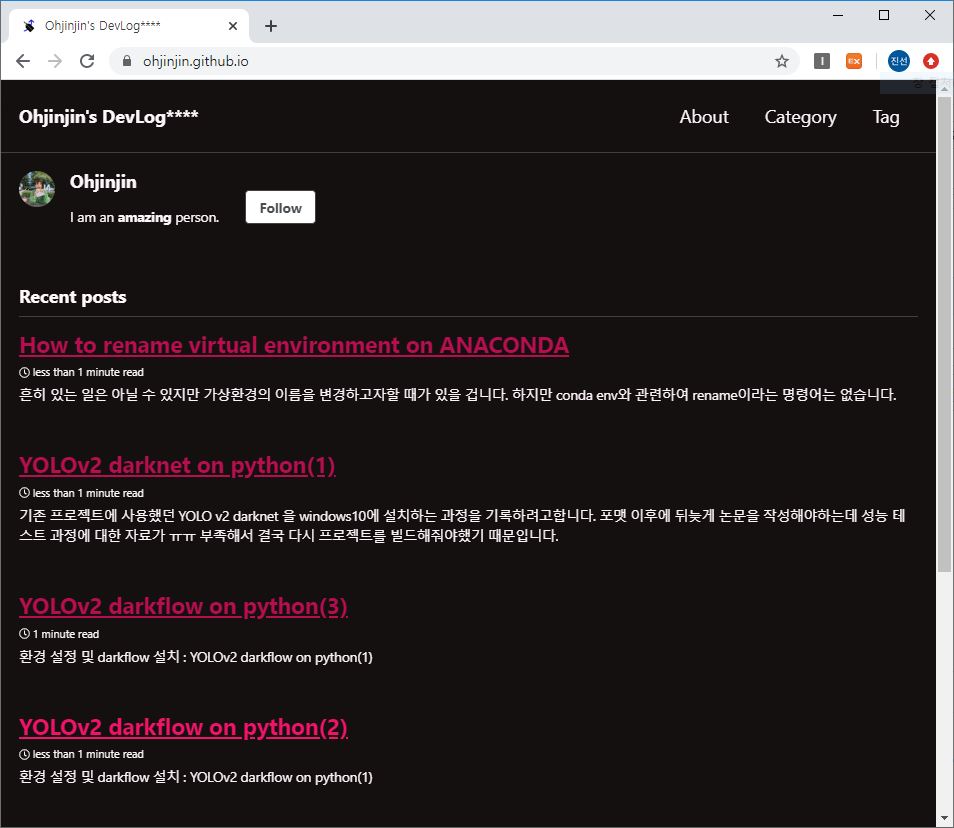 Ohjinjin's DevLog****
ohjinjin.github.io
I
EX
진선
Ohjinjin's DevLog****
About
Category
Tag
Ohjinjin
I am an amazing person.
Follow
Recent posts
How to rename virtual environment on ANACONDA
less than 1 minute read
흔히 있는 일은 아닐 수 있지만 가상환경의 이름을 변경하고자할 때가 있을 겁니다. 하지만 conda env와 관련하여 rename이라는 명령어는 없습니다.
YOLOv2 darknet on python(1)
less than 1 minute read
기존 프로젝트에 사용했던 YOLO v2 darknet 을 windows10에 설치하는 과정을 기록하려고합니다. 포맷 이후에 뒤늦게 논문을 작성해야하는데 성능 테
스트 과정에 대한 자료가 ㅠㅠ 부족해서 결국 다시 프로젝트를 빌드해줘야했기 때문입니다.
YOLOv2 darkflow on python(3)
1 minute read
환경 설정 및 darkflow 설치 : YOLOv2 darkflow on python(1)
YOLOv2 darkflow on python(2)
less than 1 minute read
환경 설정 및 darkflow 설치 : YOLOv2 darkflow on python(1)